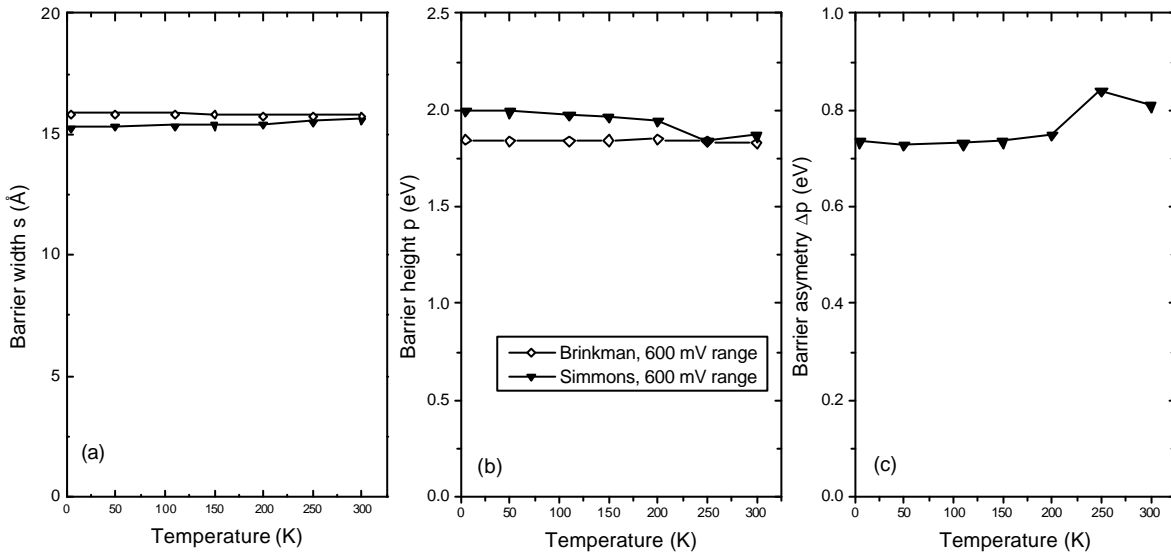 Barrier width s (Å)
20
15
10
5
0
(a)
0 50 100 150 200 250 300
Temperature (K)
Barrier height p (eV)
2.5
2.0
1.5
1.0
0.5
0.0
Brinkman, 600 mV range
Simmons, 600 mV range
(b)
0 50 100 150 200 250 300
Temperature (K)
Barrier asymetry Δp (eV)
1.0
0.8
0.6
0.4
0.2
0.0
(c)
0 50 100 150 200 250 300
Temperature (K)